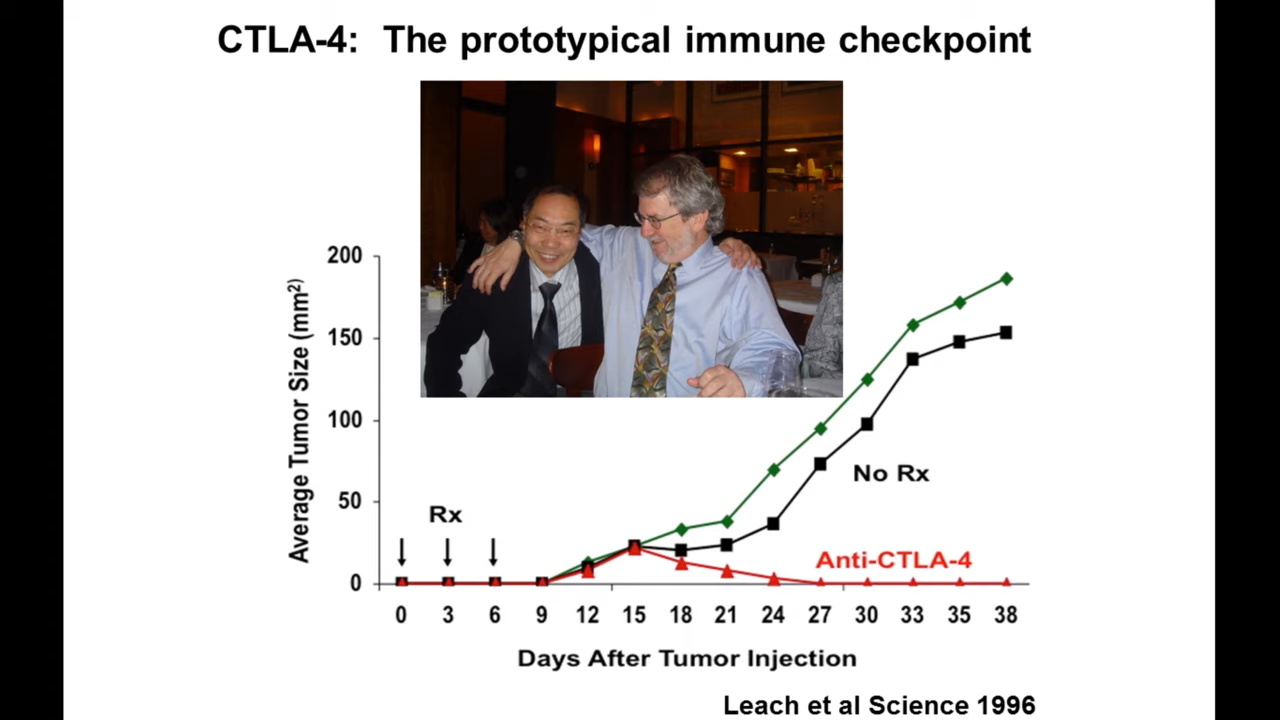 CTLA-4: The prototypical immune checkpoint
200
150
100
50
0
Average Tumor Size (mm²)
Rx
No Rx
Anti-CTLA-4
0 3 6 9 12 15 18 21 24 27 30 33 35 38
Days After Tumor Injection
Leach et al Science 1996